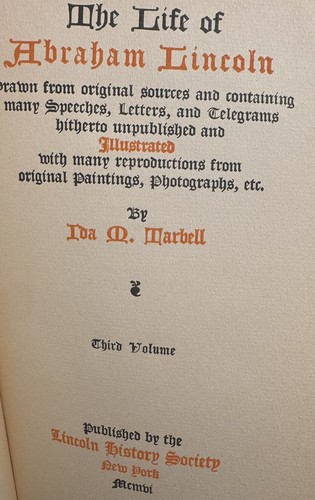 The Life of
Abraham Lincoln
Drawn from original sources and containing
many Speeches, Letters, and Telegrams
hitherto unpublished and
Illustrated
with many reproductions from
original Paintings, Photographs, etc.
By
Ida M. Tarbell
Third Volume
Published by the
Lincoln History Society
New York
Mcmvi